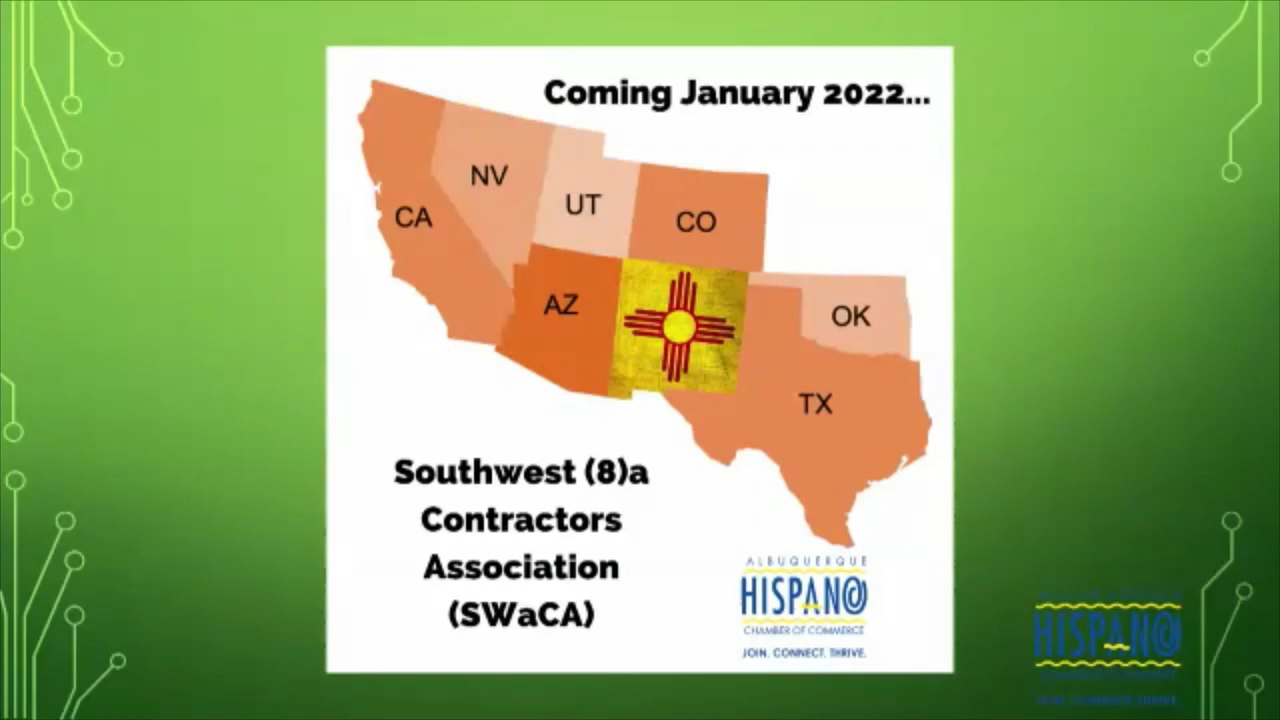 Coming January 2022...
NV
UT
CA
CO
AZ
OK
TX
Southwest (8)a
Contractors
Association
(SWaCA)
ALBUQUERQUE
HISPANO
CHAMBER OF COMMERCE
JOIN. CONNECT. THRIVE.
HISPANO